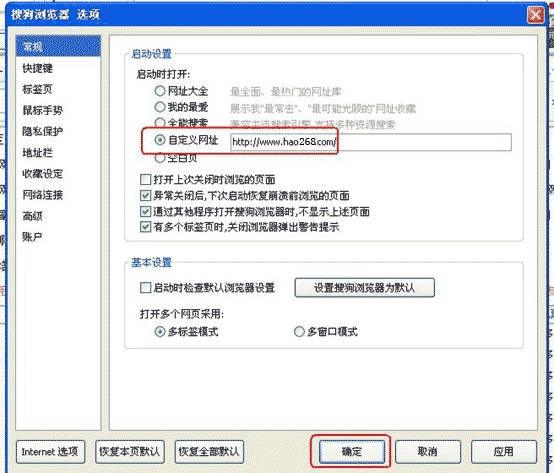 搜狗浏览器 选项
常规
快捷键
标签页
鼠标手势
隐私保护
地址栏
收藏设定
网络连接
高级
账户
启动设置
启动时打开:
网址大全 最全面、最热门的网址库
我的最爱 展示我"最常去"、"最可能光顾的"网址收藏
全能搜索 兼容主流搜索引擎,支持多种资源搜索
自定义网址 http://www.hao268.com/
空白页
打开上次关闭时浏览的页面
异常关闭后,下次启动恢复崩溃前浏览的页面
通过其他程序打开搜狗浏览器时,不显示上述页面
有多个标签页时,关闭浏览器弹出警告提示
基本设置
启动时检查默认浏览器设置 设置搜狗浏览器为默认
打开多个网页采用:
多标签模式 多窗口模式
Internet 选项 恢复本页默认 恢复全部默认 确定 取消 应用